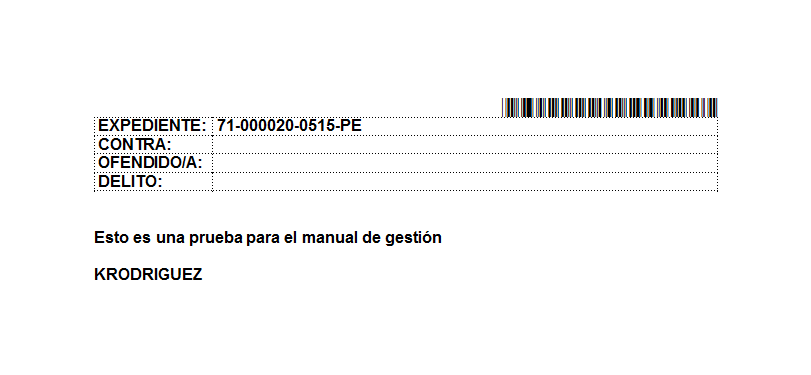 EXPEDIENTE: 71-000020-0515-PE
CONTRA:
OFENDIDO/A:
DELITO:
Esto es una prueba para el manual de gestión
KRODRIGUEZ